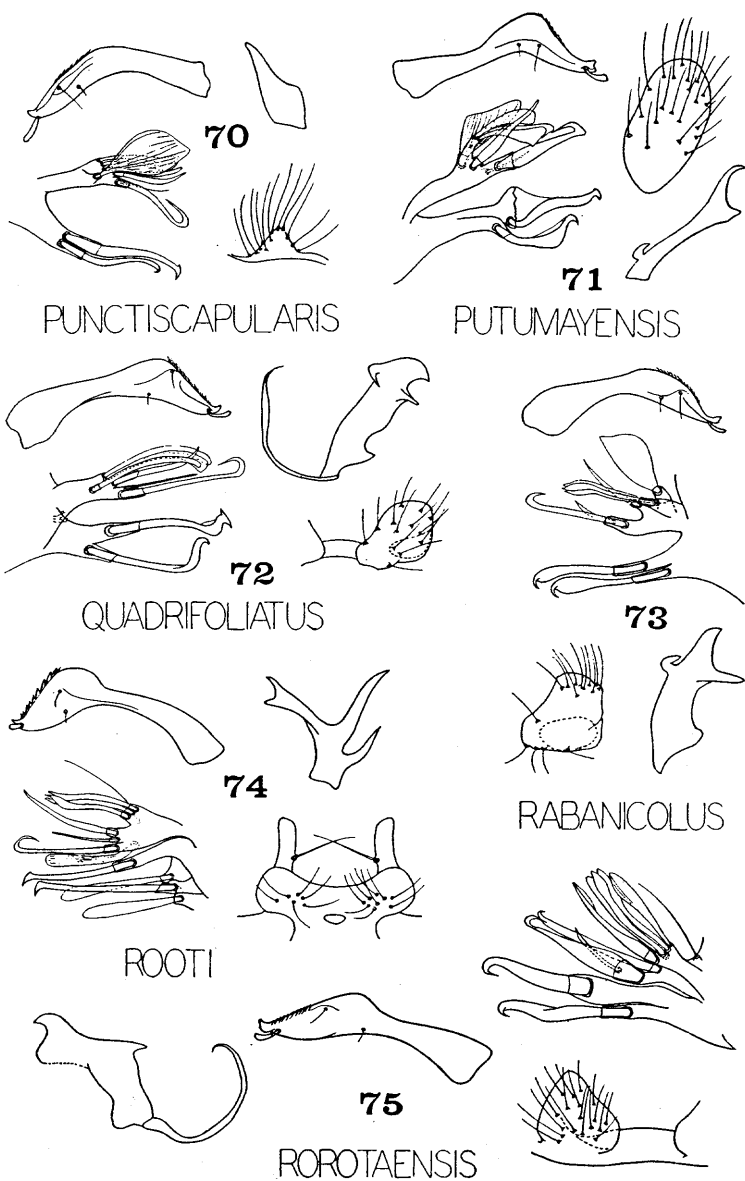 70
PUNCTISCAPULARIS
71
PUTUMAYENSIS
72
QUADRIFOLIATUS
73
RABANICOLUS
74
ROOTI
75
ROROTAENSIS